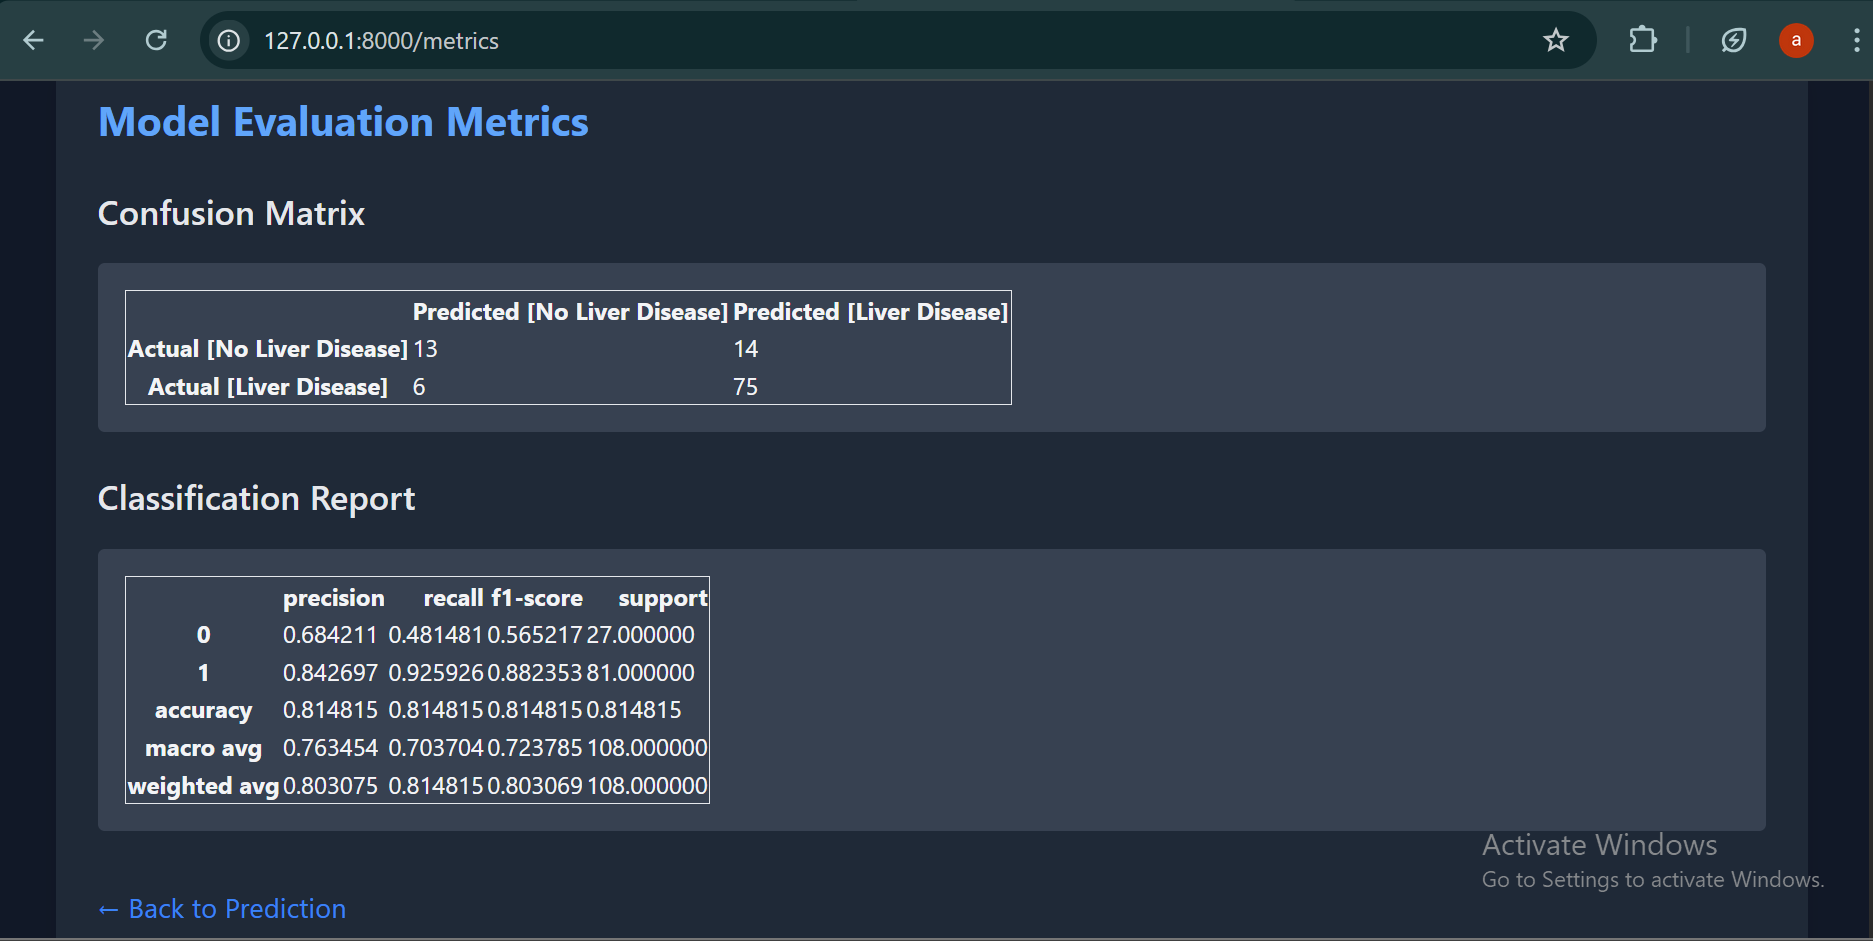 127.0.0.1:8000/metrics
a
Model Evaluation Metrics
Confusion Matrix
Predicted [No Liver Disease] Predicted [Liver Disease]
Actual [No Liver Disease] 13 14
Actual [Liver Disease] 6 75
Classification Report
precision recall f1-score support
0 0.684211 0.481481 0.565217 27.000000
1 0.842697 0.925926 0.882353 81.000000
accuracy 0.814815 0.814815 0.814815 0.814815
macro avg 0.763454 0.703704 0.723785 108.000000
weighted avg 0.803075 0.814815 0.803069 108.000000
Activate Windows
Go to Settings to activate Windows.
← Back to Prediction